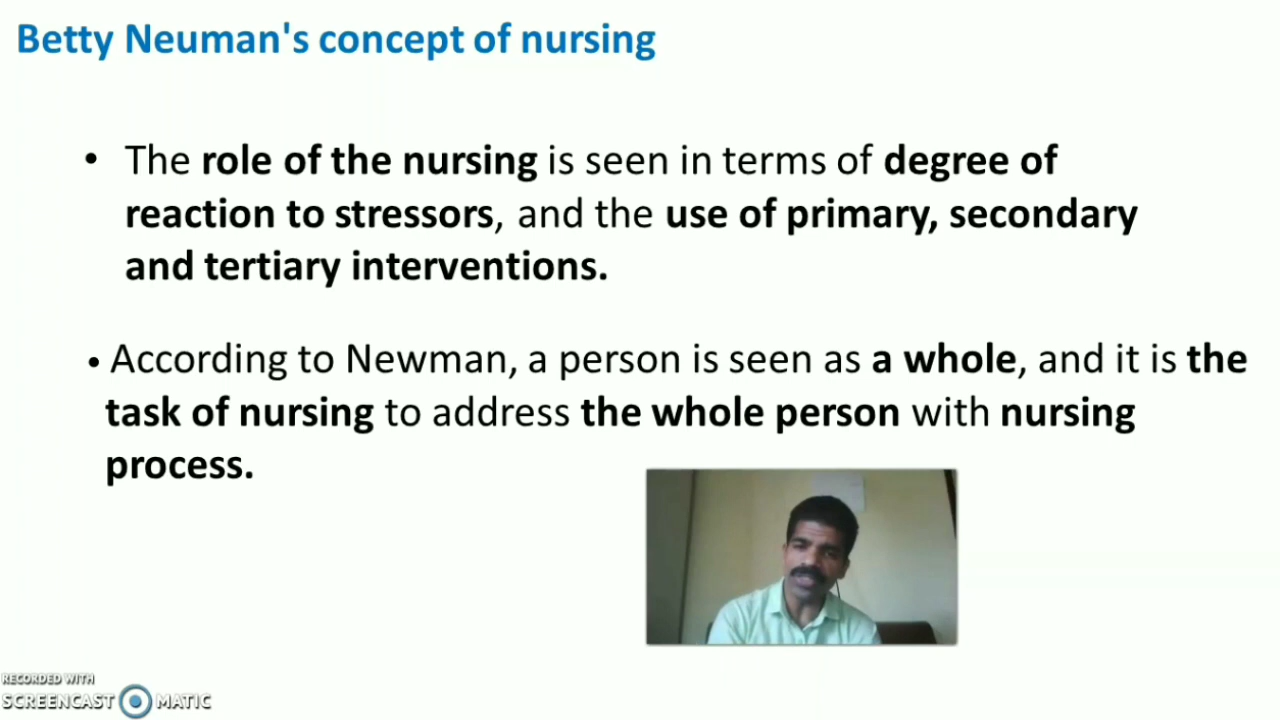 Betty Neuman's concept of nursing
• The role of the nursing is seen in terms of degree of
reaction to stressors, and the use of primary, secondary
and tertiary interventions.
• According to Newman, a person is seen as a whole, and it is the
task of nursing to address the whole person with nursing
process.
RECORDED WITH
SCREENCAST MATIC